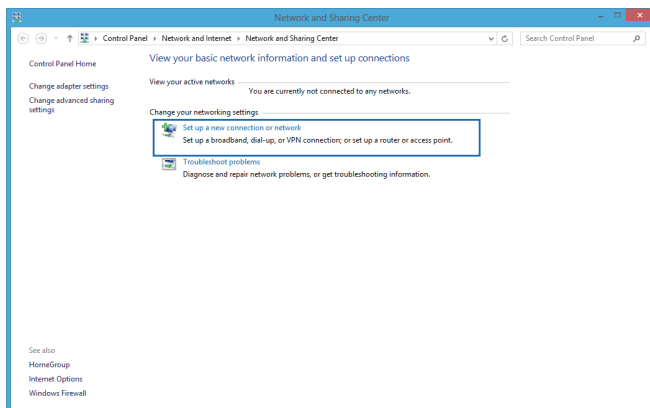 Network and Sharing Center
Control Panel › Network and Internet › Network and Sharing Center
Search Control Panel
Control Panel Home
Change adapter settings
Change advanced sharing
settings
View your basic network information and set up connections
View your active networks
You are currently not connected to any networks.
Change your networking settings
Set up a new connection or network
Set up a broadband, dial-up, or VPN connection; or set up a router or access point.
Troubleshoot problems
Diagnose and repair network problems, or get troubleshooting information.
See also
HomeGroup
Internet Options
Windows Firewall